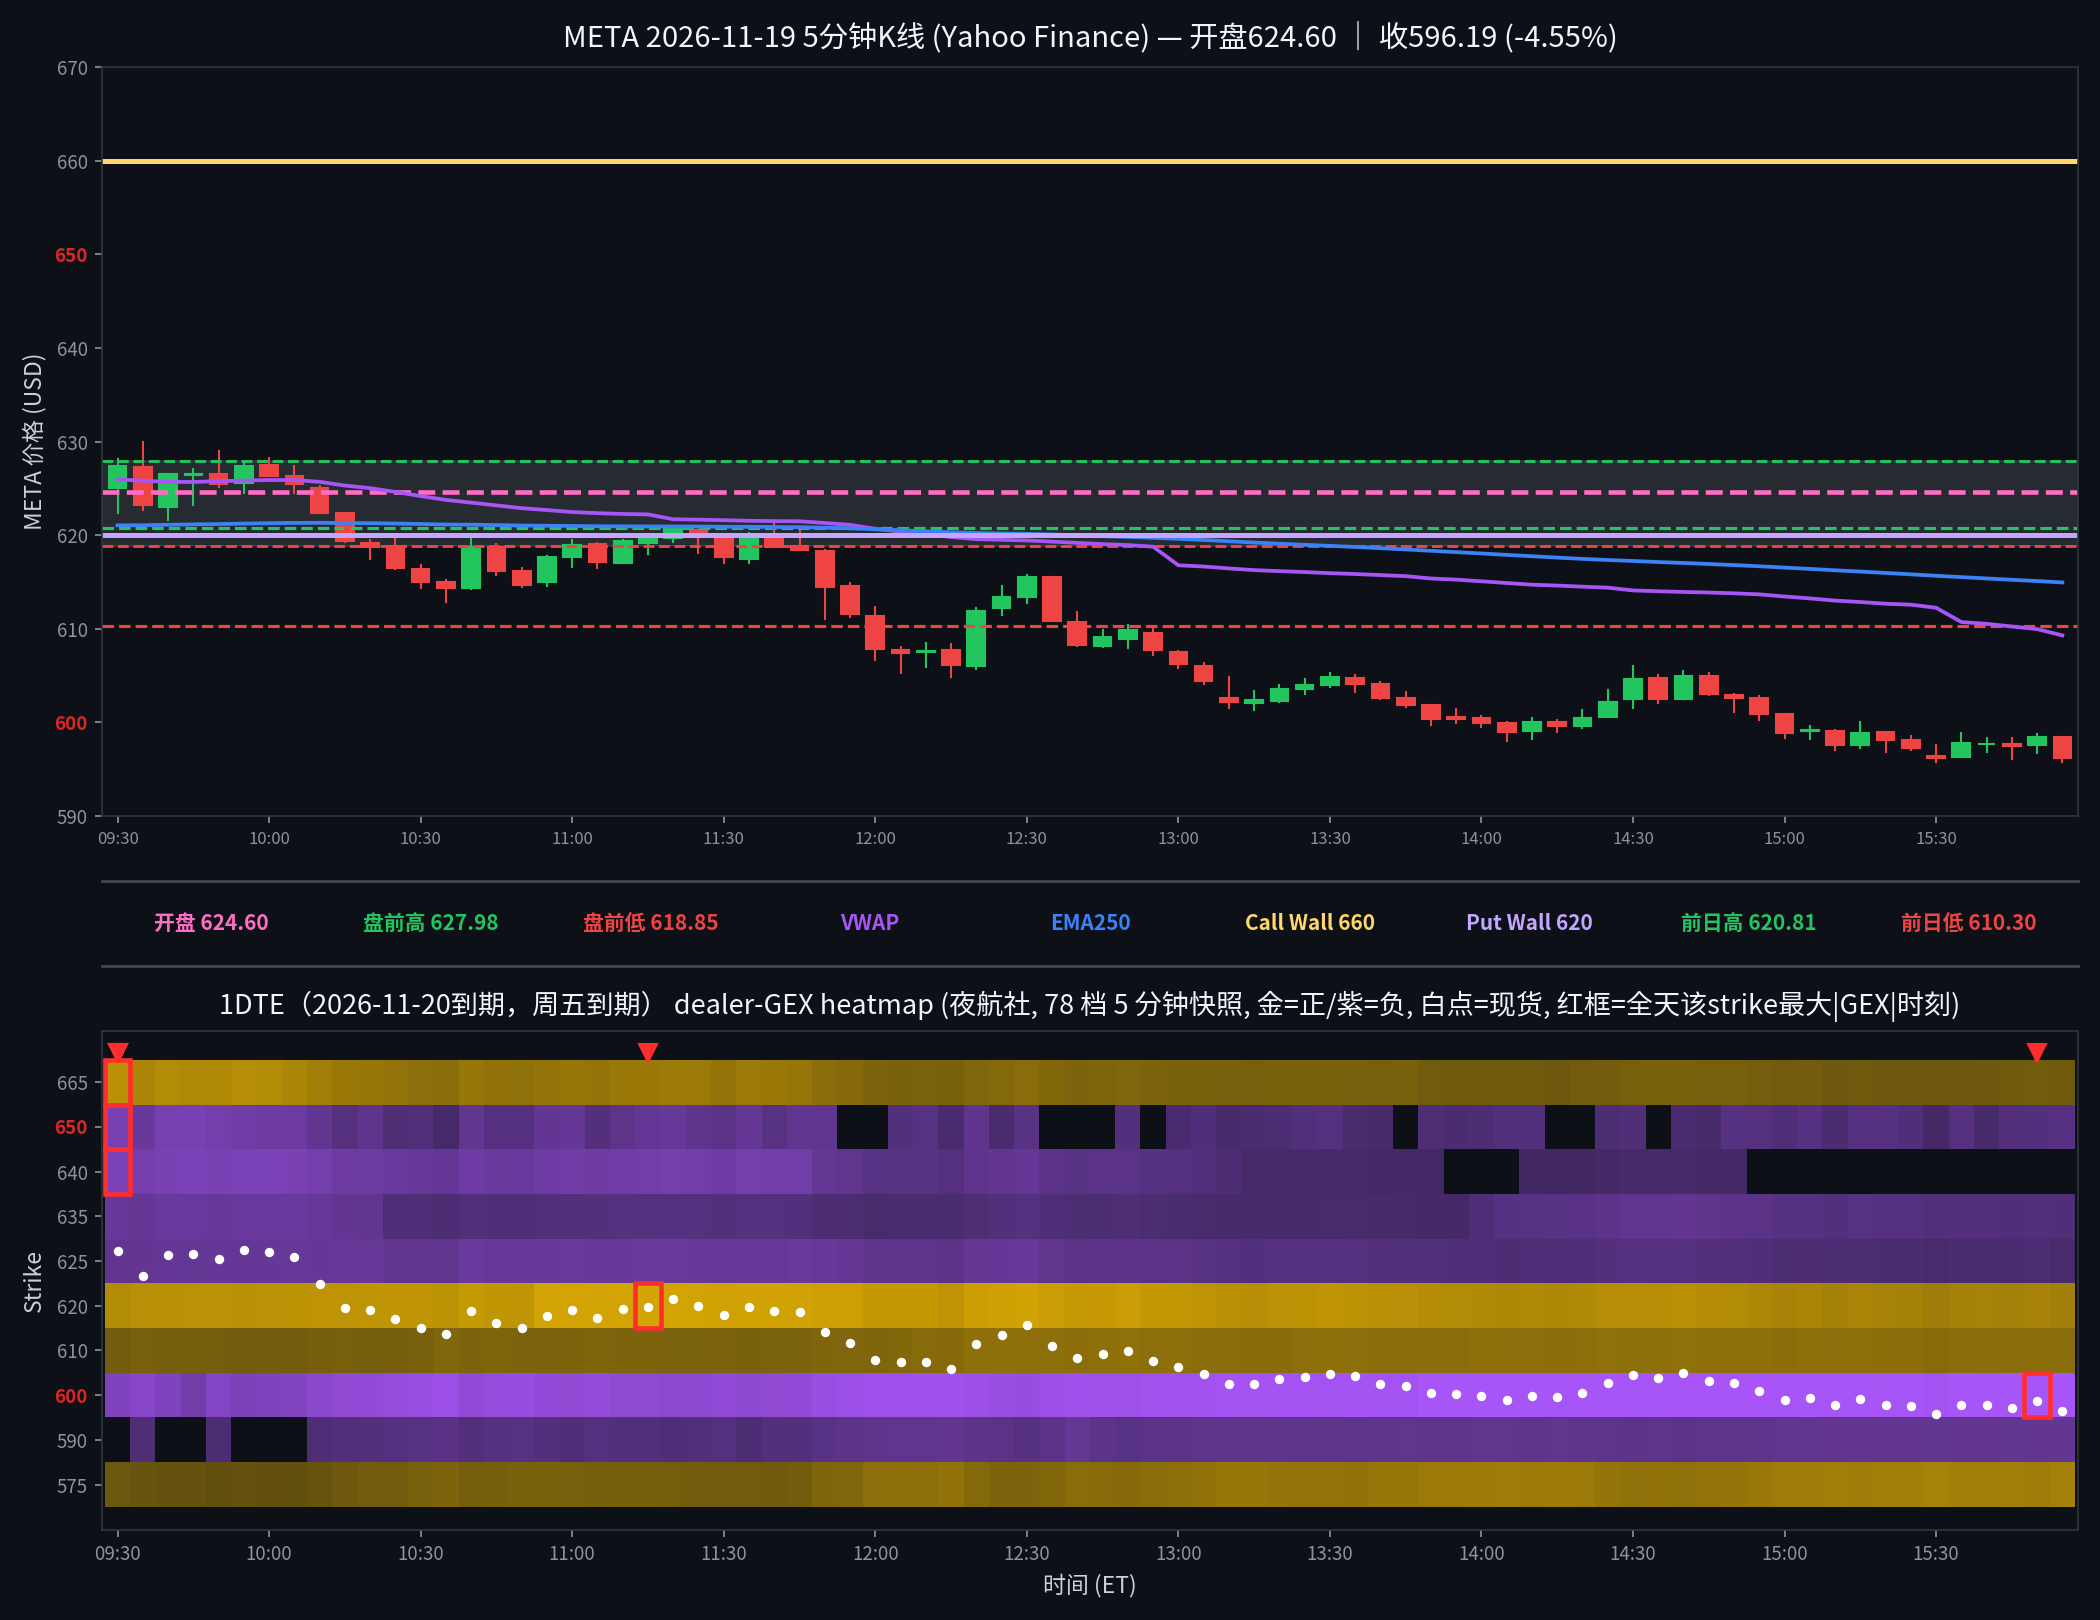 META 2026-11-19 5分钟K线 (Yahoo Finance) — 开盘624.60 │ 收596.19 (-4.55%)
META 价格 (USD)
670
660
650
640
630
620
610
600
590
09:30 10:00 10:30 11:00 11:30 12:00 12:30 13:00 13:30 14:00 14:30 15:00 15:30
开盘 624.60 盘前高 627.98 盘前低 618.85 VWAP EMA250 Call Wall 660 Put Wall 620 前日高 620.81 前日低 610.30
1DTE（2026-11-20到期，周五到期） dealer-GEX heatmap (夜航社, 78 档 5 分钟快照, 金=正/紫=负, 白点=现货, 红框=全天该strike最大|GEX|时刻)
Strike
665
650
640
635
625
620
610
600
590
575
09:30 10:00 10:30 11:00 11:30 12:00 12:30 13:00 13:30 14:00 14:30 15:00 15:30
时间 (ET)